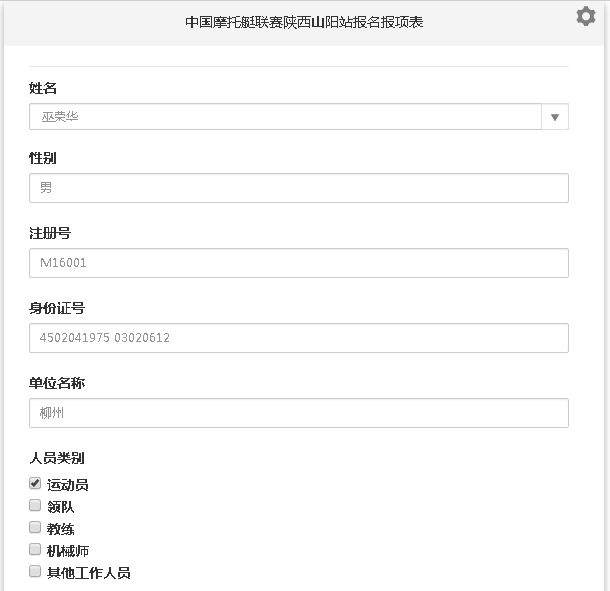 中国摩托艇联赛陕西山阳站报名报项表
姓名
巫荣华
性别
男
注册号
M16001
身份证号
4502041975 03020612
单位名称
柳州
人员类别
运动员
领队
教练
机械师
其他工作人员